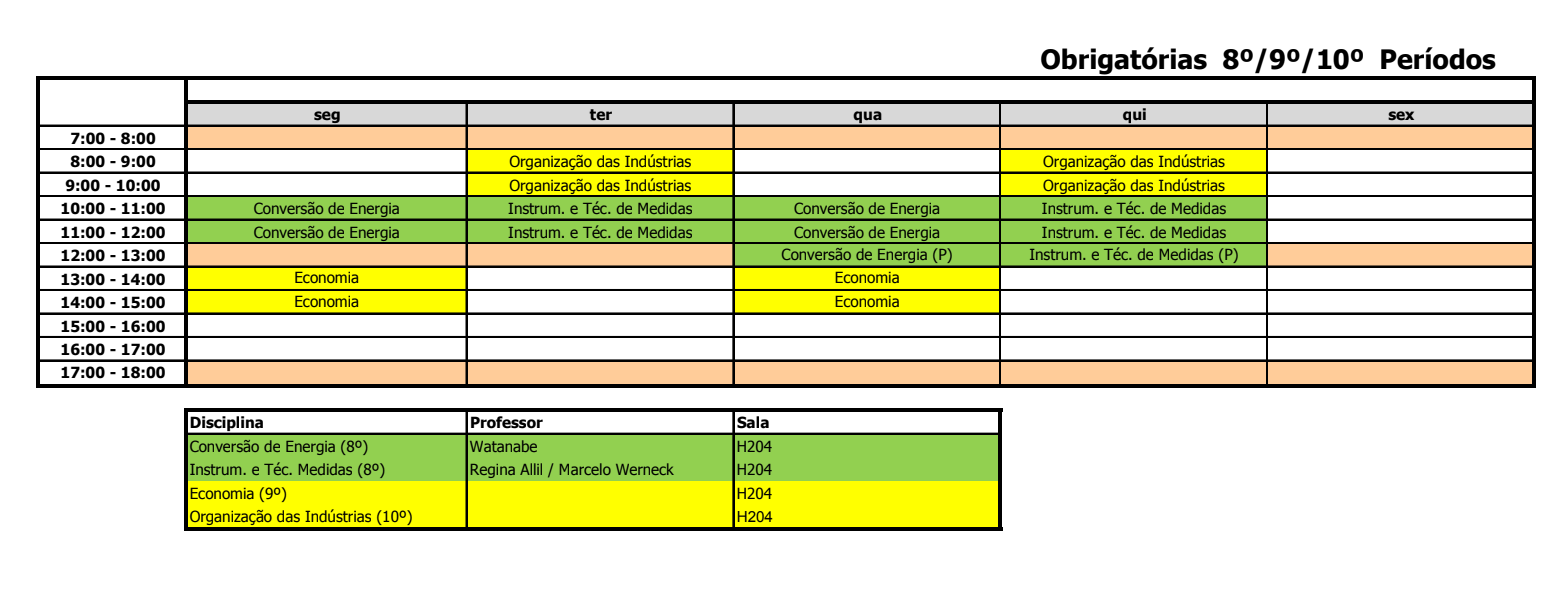 Obrigatórias 8º/9º/10º Períodos
seg ter qua qui sex
7:00 - 8:00
8:00 - 9:00 Organização das Indústrias Organização das Indústrias
9:00 - 10:00 Organização das Indústrias Organização das Indústrias
10:00 - 11:00 Conversão de Energia Instrum. e Téc. de Medidas Conversão de Energia Instrum. e Téc. de Medidas
11:00 - 12:00 Conversão de Energia Instrum. e Téc. de Medidas Conversão de Energia Instrum. e Téc. de Medidas
12:00 - 13:00 Conversão de Energia (P) Instrum. e Téc. de Medidas (P)
13:00 - 14:00 Economia Economia
14:00 - 15:00 Economia Economia
15:00 - 16:00
16:00 - 17:00
17:00 - 18:00
Disciplina Professor Sala
Conversão de Energia (8º) Watanabe H204
Instrum. e Téc. Medidas (8º) Regina Allil / Marcelo Werneck H204
Economia (9º) H204
Organização das Indústrias (10º) H204